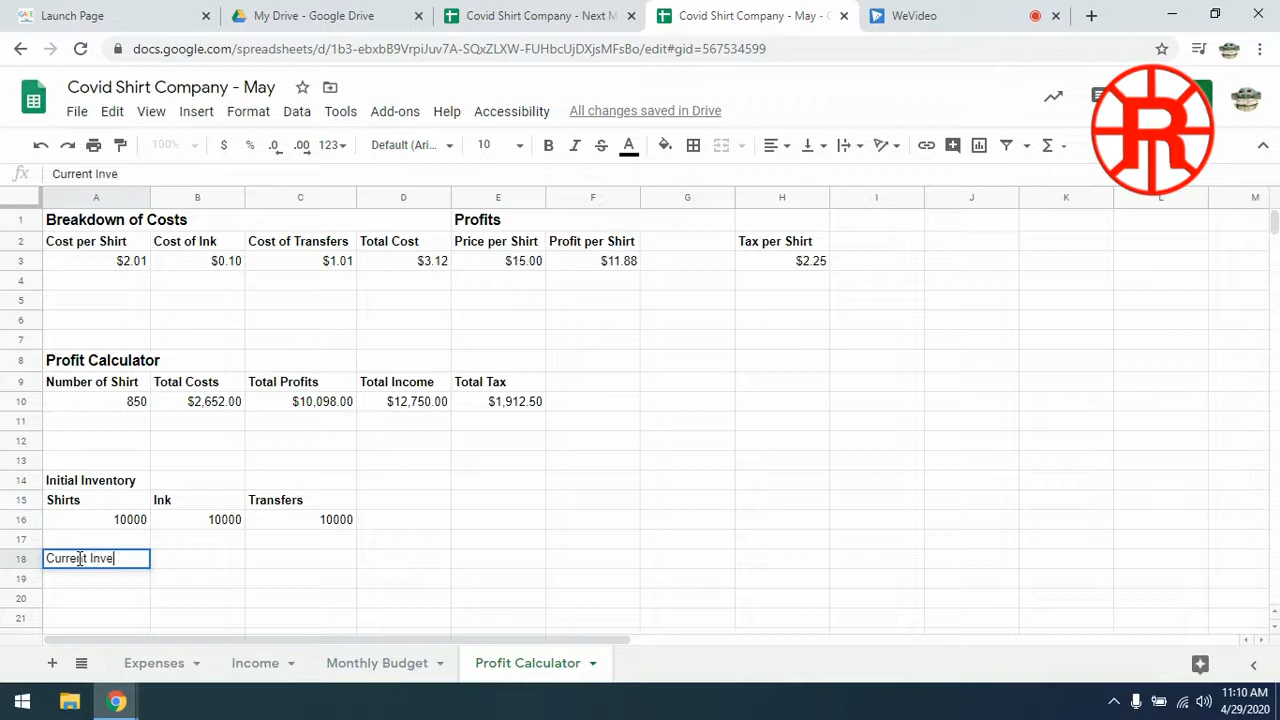 Launch Page
My Drive - Google Drive
Covid Shirt Company - Next M
Covid Shirt Company - May - G
WeVideo
docs.google.com/spreadsheets/d/1b3-ebxbB9VrpiJuv7A-SQxZLXW-FUHbcUjDXjsMFsBo/edit#gid=567534599
Covid Shirt Company - May
File Edit View Insert Format Data Tools Add-ons Help Accessibility All changes saved in Drive
100% $ % .0 .00 123 Default (Ari... 10 B I S A
R
fx Current Inve
A B C D E F G H I J K L M
1 Breakdown of Costs Profits
2 Cost per Shirt Cost of Ink Cost of Transfers Total Cost Price per Shirt Profit per Shirt Tax per Shirt
3 $2.01 $0.10 $1.01 $3.12 $15.00 $11.88 $2.25
4
5
6
7
8 Profit Calculator
9 Number of Shirt Total Costs Total Profits Total Income Total Tax
10 850 $2,652.00 $10,098.00 $12,750.00 $1,912.50
11
12
13
14 Initial Inventory
15 Shirts Ink Transfers
16 10000 10000 10000
17
18 Current Inve
19
20
21
Expenses Income Monthly Budget Profit Calculator
11:10 AM
4/29/2020